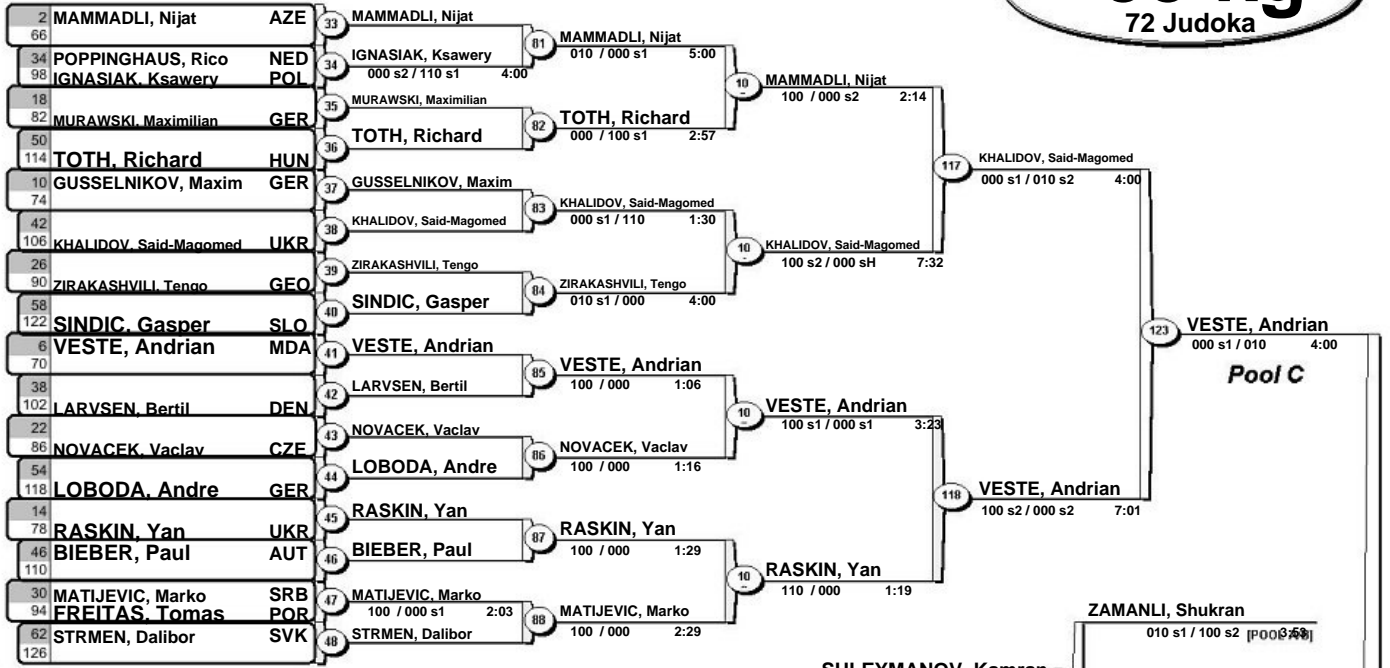 72 Judoka
2 MAMMADLI, Nijat AZE
66
34 POPPINGHAUS, Rico NED
98 IGNASIAK, Ksawery POL
18
82 MURAWSKI, Maximilian GER
50
114 TOTH, Richard HUN
10 GUSSELNIKOV, Maxim GER
74
42
106 KHALIDOV, Said-Magomed UKR
26
90 ZIRAKASHVILI, Tengo GEO
58
122 SINDIC, Gasper SLO
6 VESTE, Andrian MDA
70
38
102 LARVSEN, Bertil DEN
22
86 NOVACEK, Vaclav CZE
54
118 LOBODA, Andre GER
14
78 RASKIN, Yan UKR
46 BIEBER, Paul AUT
110
30 MATIJEVIC, Marko SRB
94 FREITAS, Tomas POR
62 STRMEN, Dalibor SVK
126
33 MAMMADLI, Nijat
34 IGNASIAK, Ksawery
000 s2 / 110 s1 4:00
35 MURAWSKI, Maximilian
36 TOTH, Richard
37 GUSSELNIKOV, Maxim
38 KHALIDOV, Said-Magomed
39 ZIRAKASHVILI, Tengo
40 SINDIC, Gasper
41 VESTE, Andrian
42 LARVSEN, Bertil
43 NOVACEK, Vaclav
44 LOBODA, Andre
45 RASKIN, Yan
46 BIEBER, Paul
47 MATIJEVIC, Marko
100 / 000 s1 2:03
48 STRMEN, Dalibor
81 MAMMADLI, Nijat
010 / 000 s1 5:00
82 TOTH, Richard
000 / 100 s1 2:57
83 KHALIDOV, Said-Magomed
000 s1 / 110 1:30
84 ZIRAKASHVILI, Tengo
010 s1 / 000 4:00
85 VESTE, Andrian
100 / 000 1:06
86 NOVACEK, Vaclav
100 / 000 1:16
87 RASKIN, Yan
100 / 000 1:29
88 MATIJEVIC, Marko
100 / 000 2:29
10 MAMMADLI, Nijat
100 / 000 s2 2:14
10 KHALIDOV, Said-Magomed
100 s2 / 000 sH 7:32
10 VESTE, Andrian
100 s1 / 000 s1 3:23
10 RASKIN, Yan
110 / 000 1:19
117 KHALIDOV, Said-Magomed
000 s1 / 010 s2 4:00
118 VESTE, Andrian
100 s2 / 000 s2 7:01
123 VESTE, Andrian
000 s1 / 010 4:00
Pool C
ZAMANLI, Shukran
010 s1 / 100 s2
SULEYMANOV, Kamran